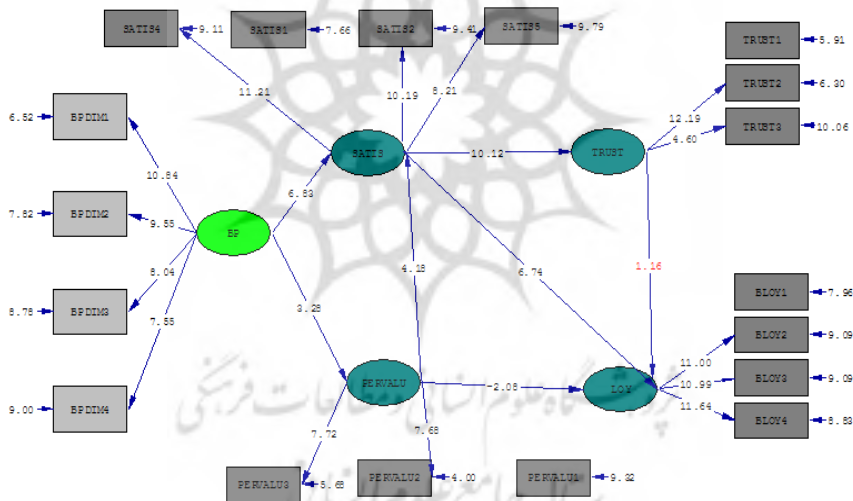 SATIS4
9.11
SATIS1
7.66
SATIS2
9.41
SATIS5
9.79
TRUST1
5.91
TRUST2
6.30
TRUST3
10.06
11.21
10.19
8.21
12.19
4.60
6.52
BPDIM1
10.84
SATIS
10.12
TRUST
6.83
7.82
BPDIM2
9.55
BP
8.04
4.18
6.74
1.16
8.78
BPDIM3
7.55
3.28
BLOY1
7.96
BLOY2
9.09
11.00
BLOY3
9.09
10.99
BLOY4
8.83
11.64
9.00
BPDIM4
PERVALU
-2.08
LOY
7.72
7.68
PERVALU3
5.68
PERVALU2
4.00
PERVALU1
9.32